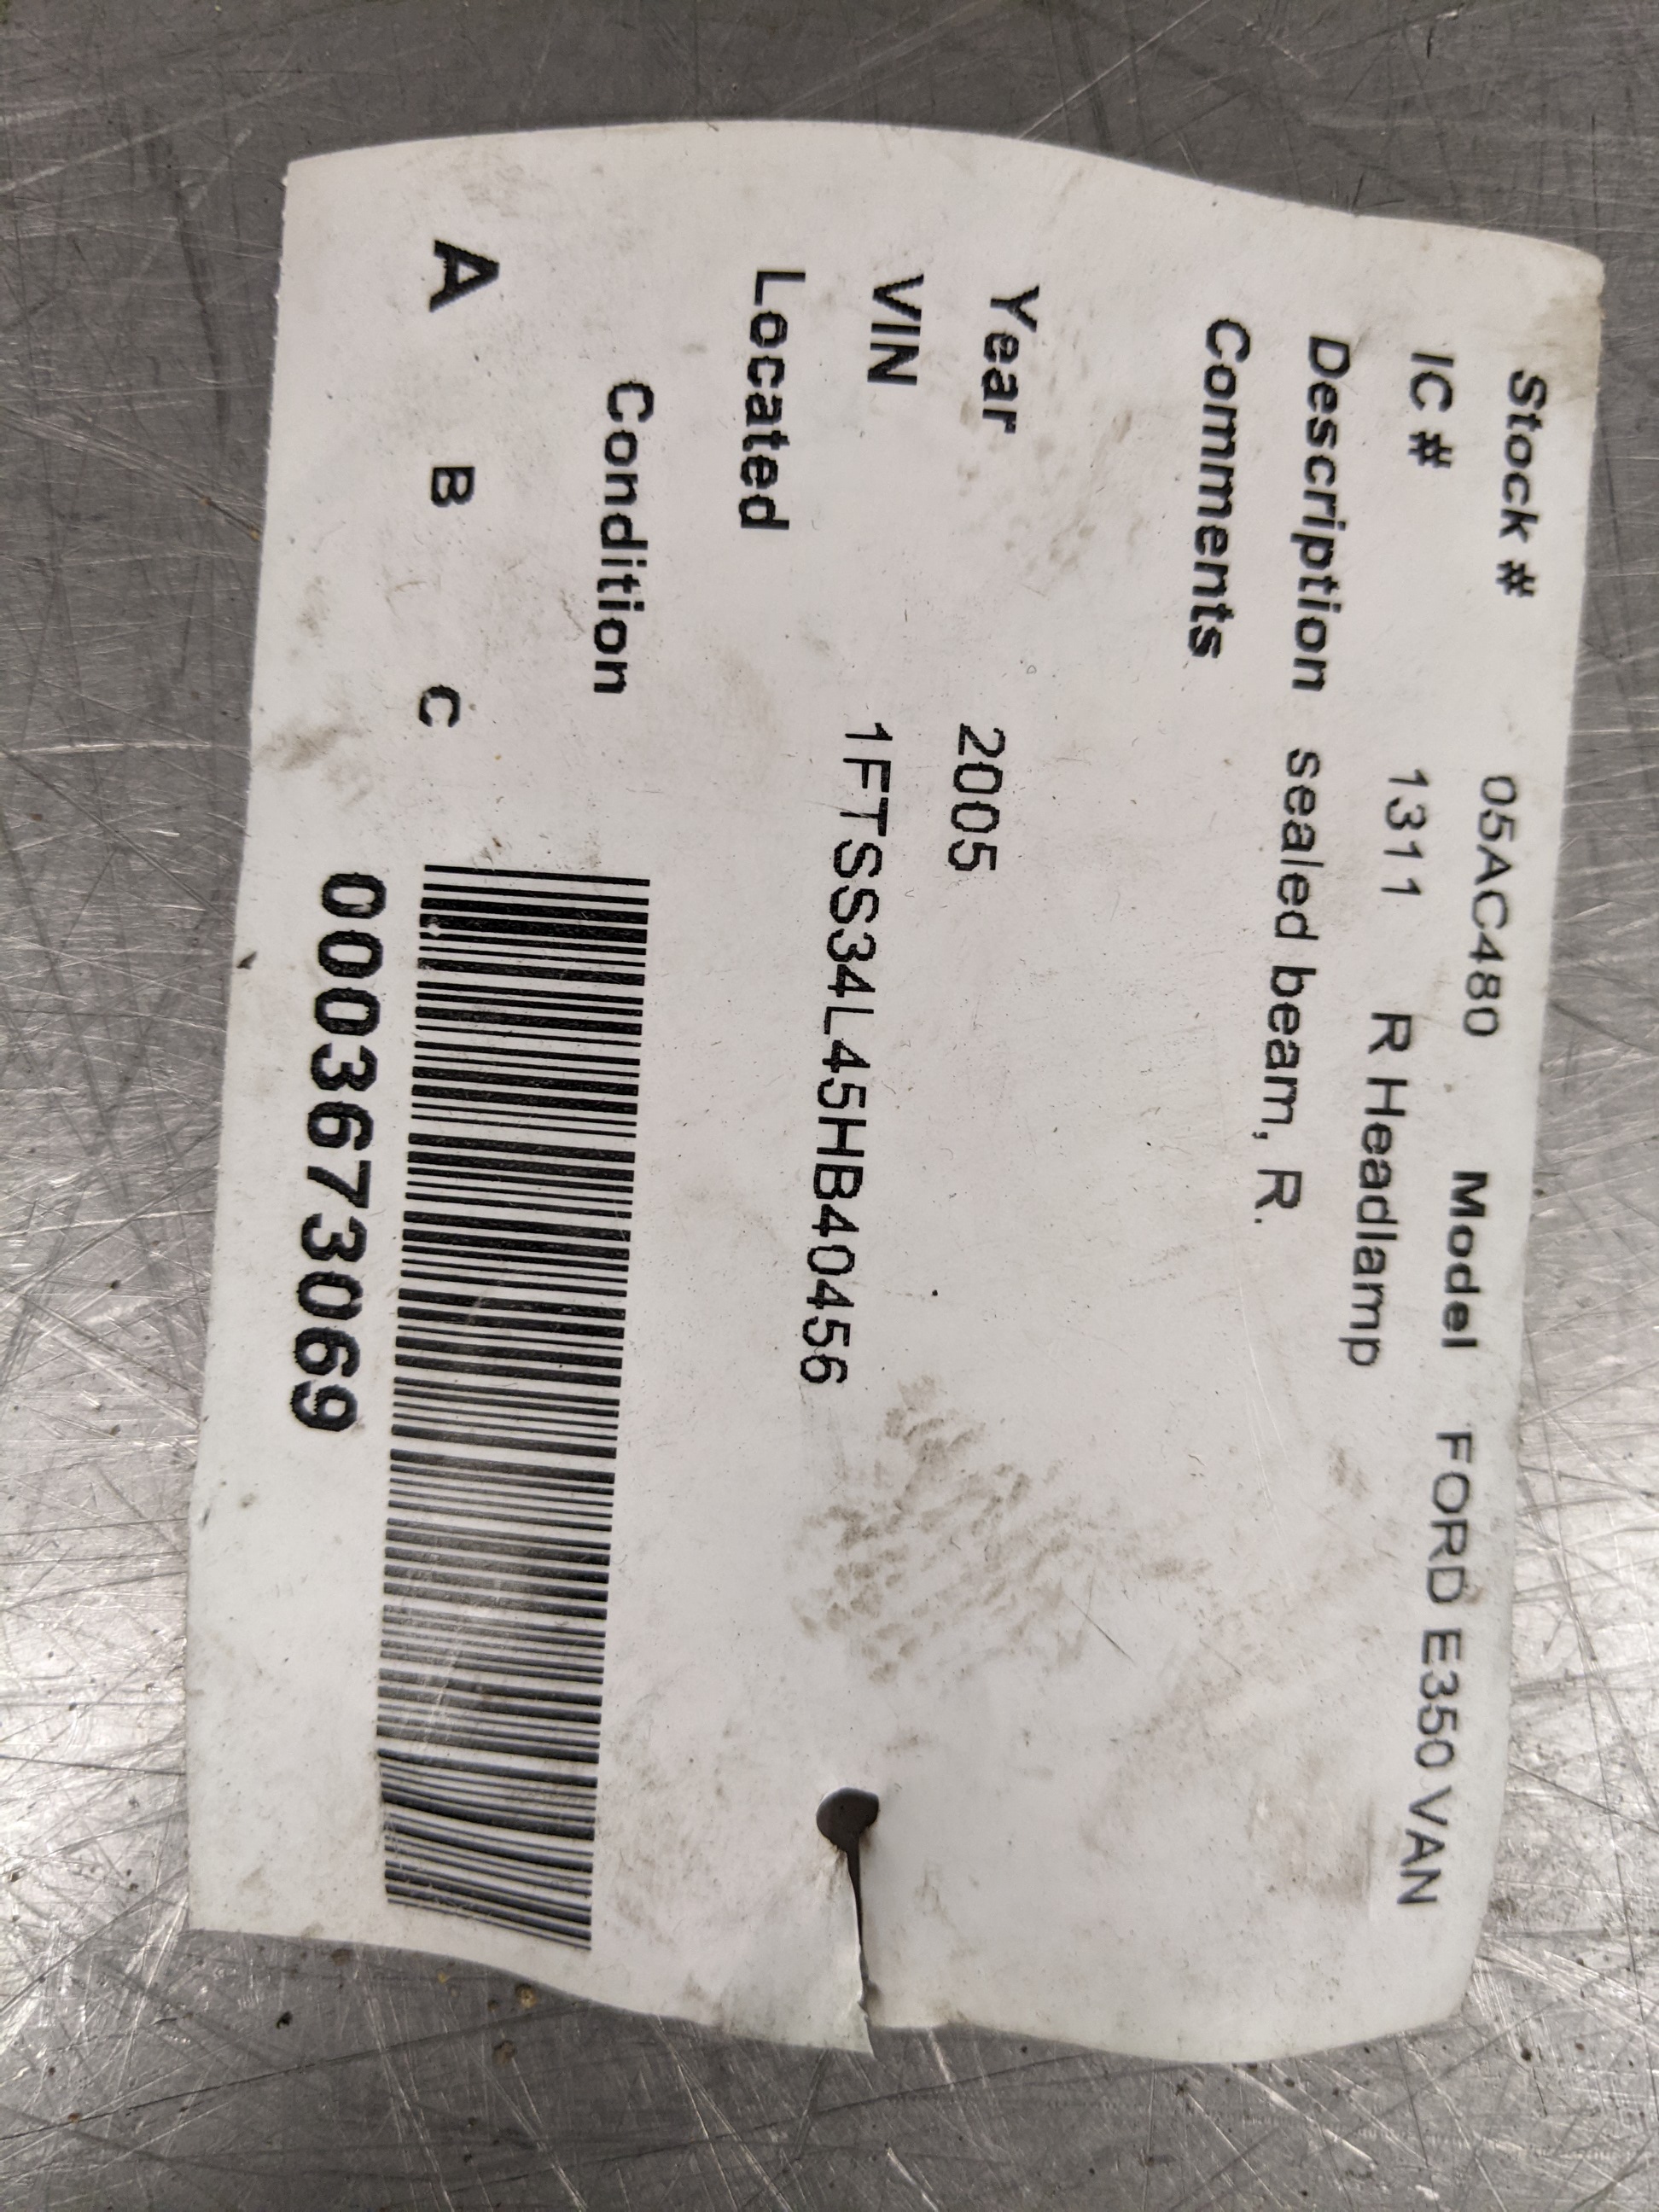 Stock # 05AC480 Model FORD E350 VAN
IC # 1311 R Headlamp
Description sealed beam, R.
Comments
Year 2005
VIN 1FTSS34L45HB40456
Located
Condition
A B C
0003673069